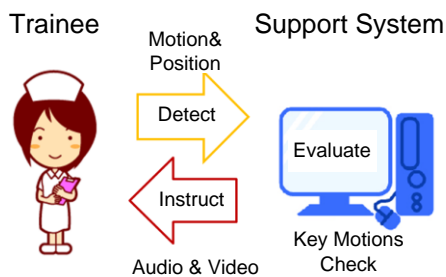 Trainee
Support System
Motion&
Position
Detect
Evaluate
Instruct
Key Motions
Check
Audio & Video